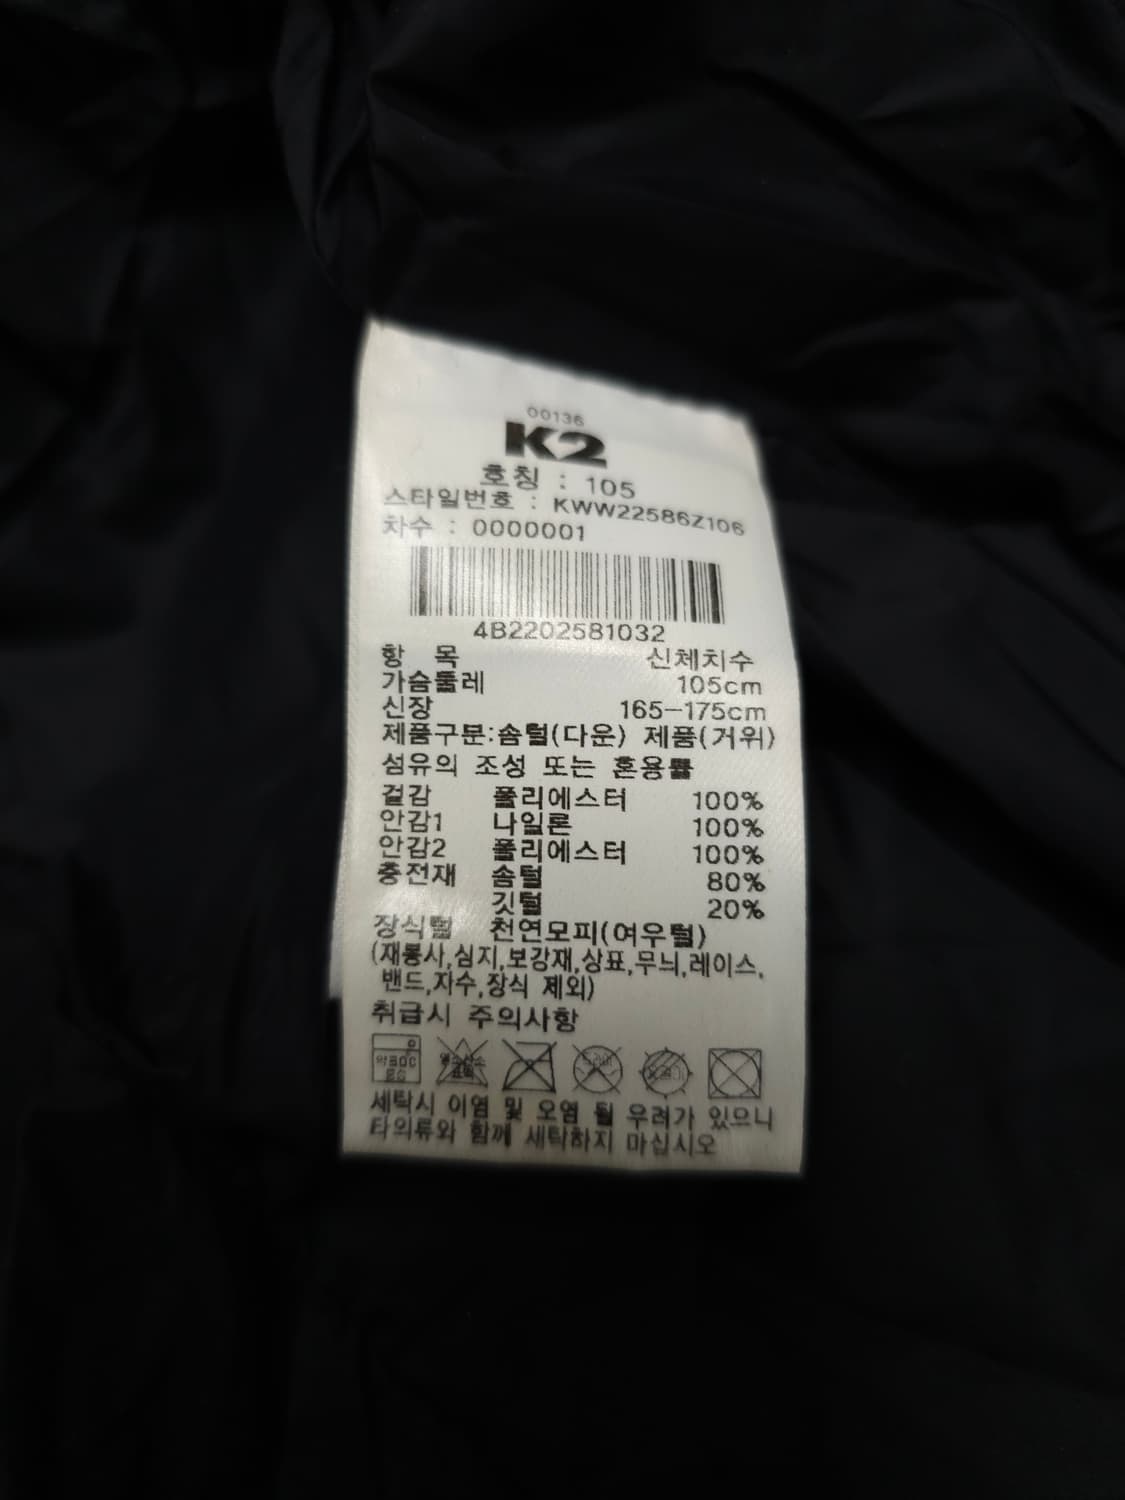 00136
K2
호칭 : 105
스타일번호 : KWW22586Z106
차수 : 0000001
4B2202581032
항 목 신체치수
가슴둘레 105cm
신장 165-175cm
제품구분:솜털(다운) 제품(거위)
섬유의 조성 또는 혼용률
겉감 폴리에스터 100%
안감1 나일론 100%
안감2 폴리에스터 100%
충전재 솜털 80%
깃털 20%
장식털 천연모피(여우털)
(재봉사,심지,보강재,상표,무늬,레이스,
밴드,자수,장식 제외)
취급시 주의사항
세탁시 이염 및 오염 될 우려가 있으니
타의류와 함께 세탁하지 마십시오